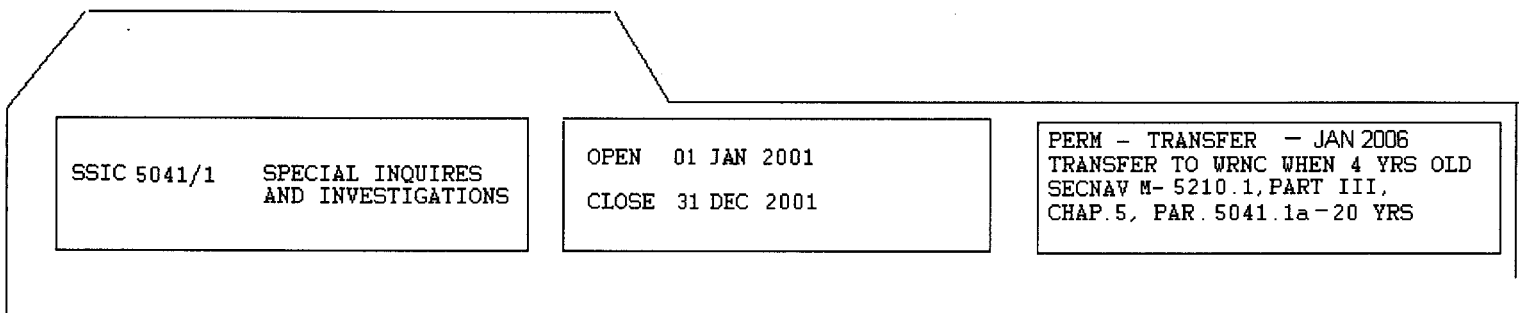 SSIC 5041/1 SPECIAL INQUIRES
AND INVESTIGATIONS
OPEN 01 JAN 2001
CLOSE 31 DEC 2001
PERM - TRANSFER - JAN 2006
TRANSFER TO WRNC WHEN 4 YRS OLD
SECNAV M-5210.1, PART III,
CHAP.5, PAR.5041.1a-20 YRS